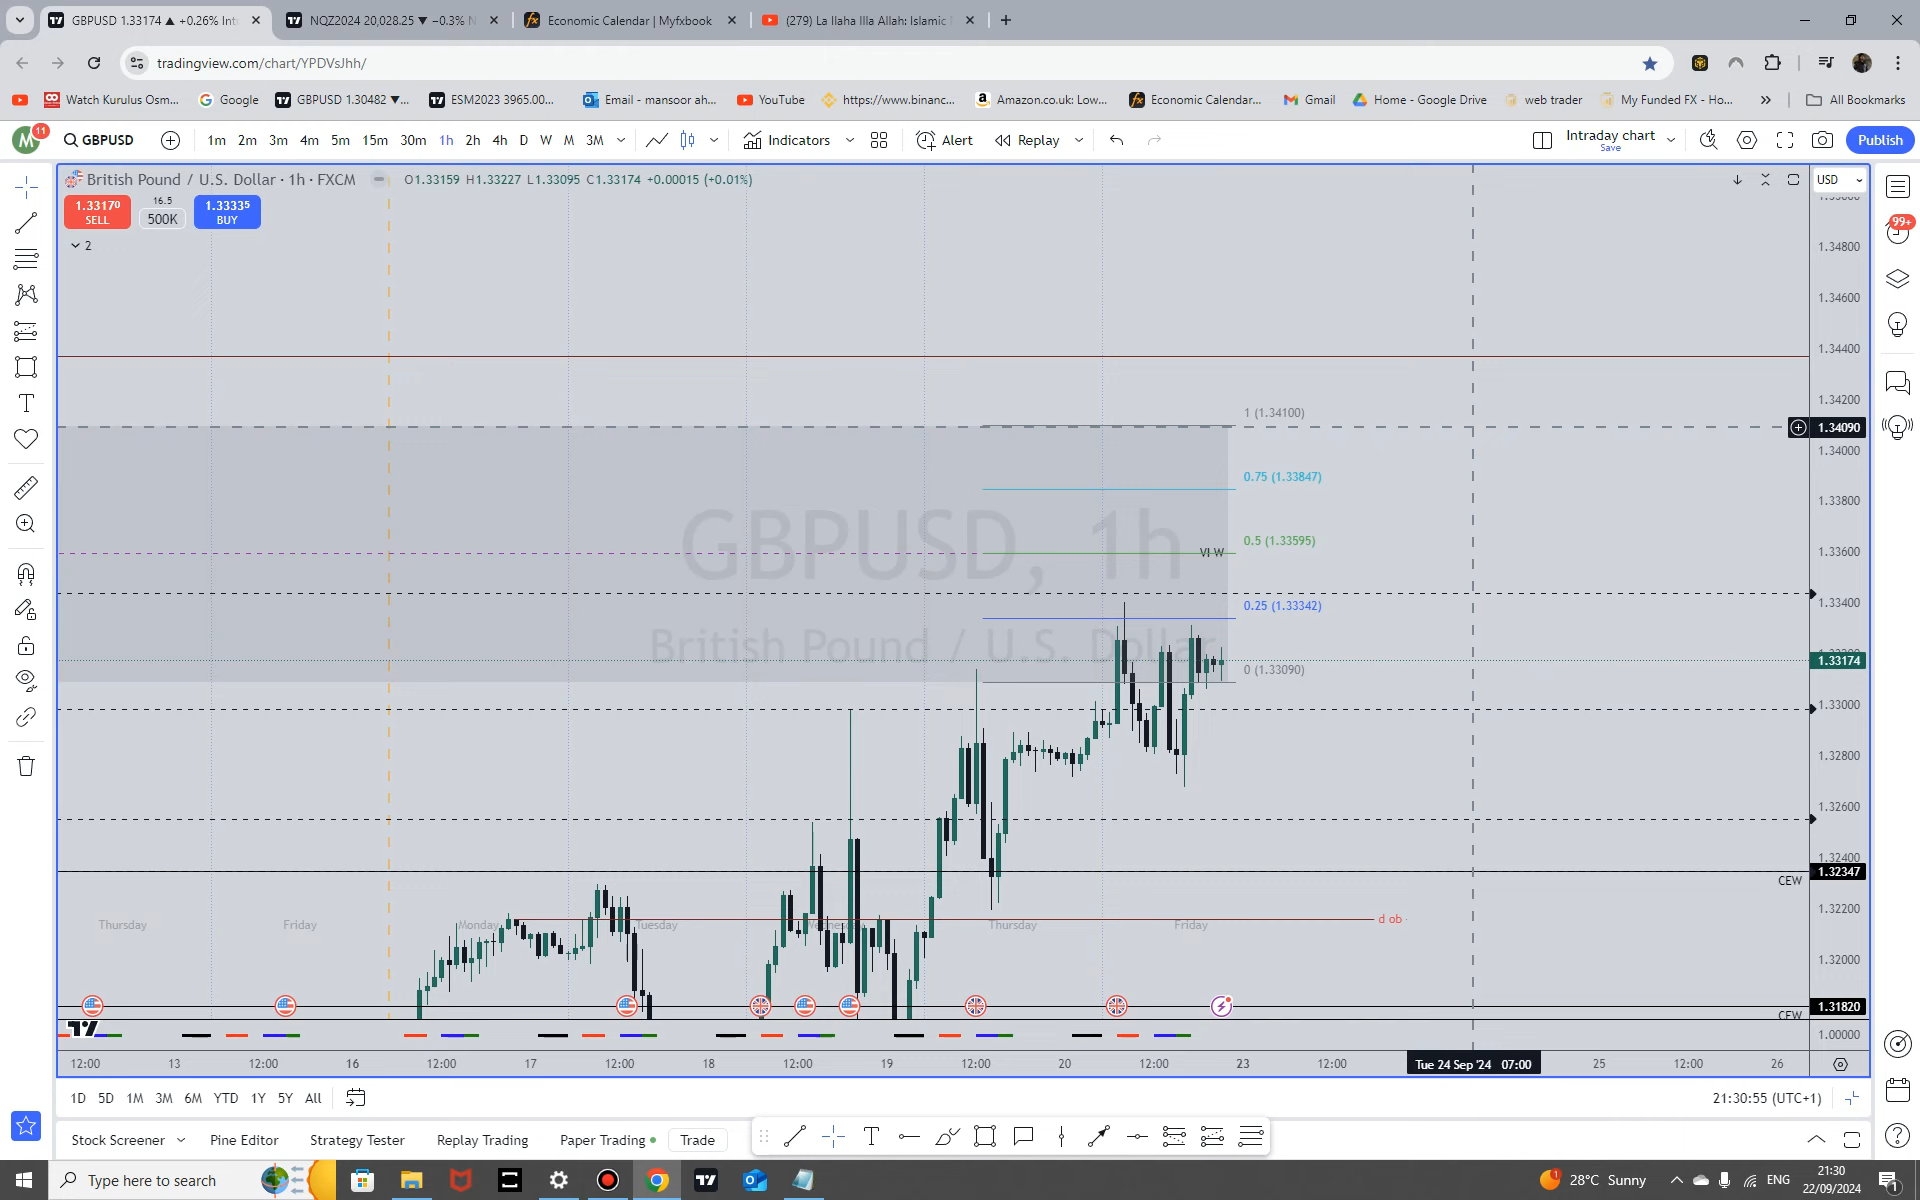 GBPUSD 1.33174 ▲ +0.26% Int
NQZ2024 20,028.25 ▼ −0.3% N
Economic Calendar | Myfxbook
(279) La Ilaha Illa Allah: Islamic
tradingview.com/chart/YPDVsJhh/
Watch Kurulus Osm...
Google
GBPUSD 1.30482 ▼...
ESM2023 3965.00...
Email - mansoor ah...
YouTube
https://www.binanc...
Amazon.co.uk: Low...
Economic Calendar...
Gmail
Home - Google Drive
web trader
My Funded FX - Ho...
All Bookmarks
M 11
GBPUSD
1m 2m 3m 4m 5m 15m 30m 1h 2h 4h D W M 3M
Indicators
Alert
Replay
Intraday chart
Save
Publish
British Pound / U.S. Dollar · 1h · FXCM
O1.33159 H1.33227 L1.33095 C1.33174 +0.00015 (+0.01%)
USD
1.33170
SELL
16.5
500K
1.33335
BUY
2
99+
1.34800
1.34600
1.34400
1.34200
1 (1.34100)
1.34090
1.34000
0.75 (1.33847)
1.33800
GBPUSD, 1h
0.5 (1.33595)
VI W
1.33600
0.25 (1.33342)
1.33400
British Pound / U.S. Dollar
1.33174
0 (1.33090)
1.33000
1.32800
1.32600
1.32400
1.32347
CEW
1.32200
d ob
Thursday Friday Monday Tuesday Wednesday Thursday Friday
1.32000
1.31820
CEW
1.00000
12:00 13 12:00 16 12:00 17 12:00 18 12:00 19 12:00 20 12:00 23 12:00 Tue 24 Sep '24 07:00 25 12:00 26
1D 5D 1M 3M 6M YTD 1Y 5Y All
21:30:55 (UTC+1)
Stock Screener
Pine Editor
Strategy Tester
Replay Trading
Paper Trading
Trade
Type here to search
28°C Sunny
ENG
21:30
22/09/2024
1